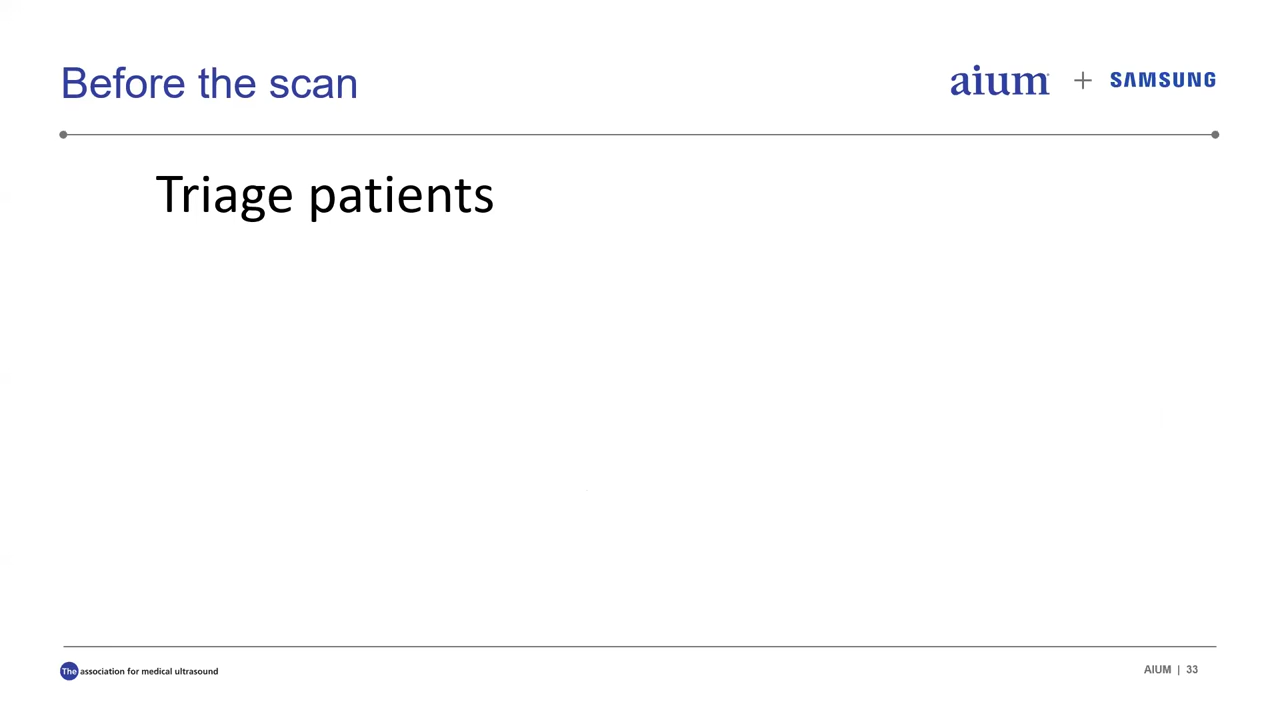 Before the scan
aium + SAMSUNG
Triage patients
The association for medical ultrasound
AIUM | 33